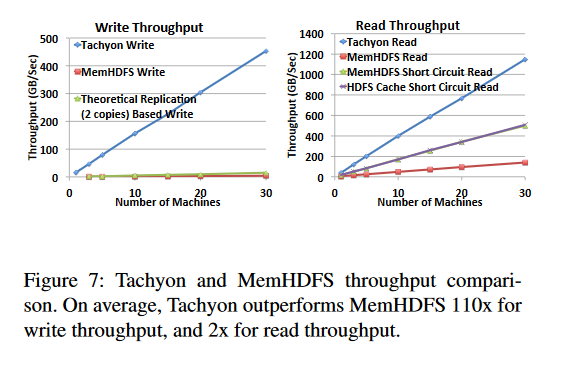 Write Throughput
500
400
300
200
100
0
Throughput (GB/Sec)
Tachyon Write
MemHDFS Write
Theoretical Replication
(2 copies) Based Write
0 10 20 30
Number of Machines
Read Throughput
1400
1200
1000
800
600
400
200
0
Throughput (GB/Sec)
Tachyon Read
MemHDFS Read
MemHDFS Short Circuit Read
HDFS Cache Short Circuit Read
0 10 20 30
Number of Machines
Figure 7: Tachyon and MemHDFS throughput compari-
son. On average, Tachyon outperforms MemHDFS 110x for
write throughput, and 2x for read throughput.